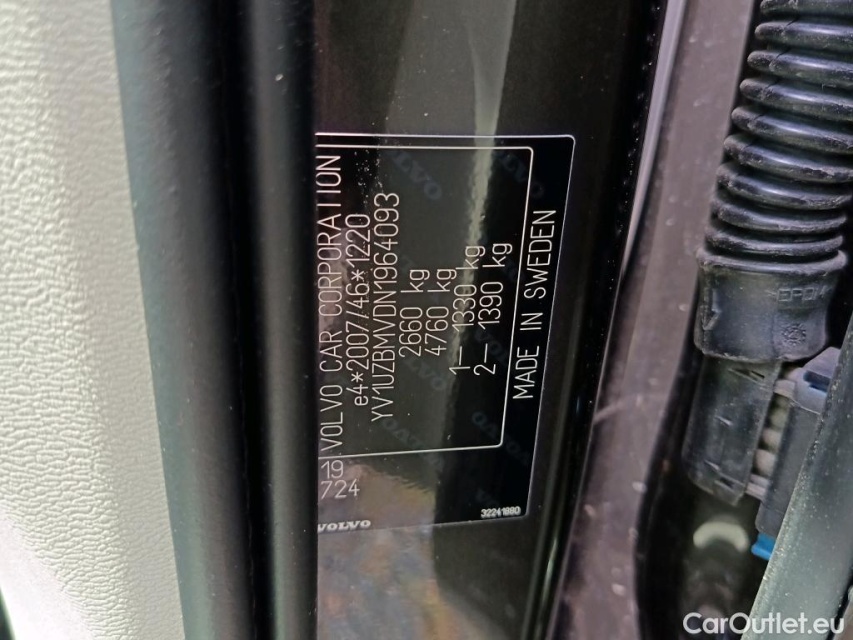 VOLVO CAR CORPORATION
e4*2007/46*1220
YV1UZBMVDN1964093
2660 kg
4760 kg
1– 1330 kg
2– 1390 kg
MADE IN SWEDEN
19
724
VOLVO
32241880
CarOutlet.eu